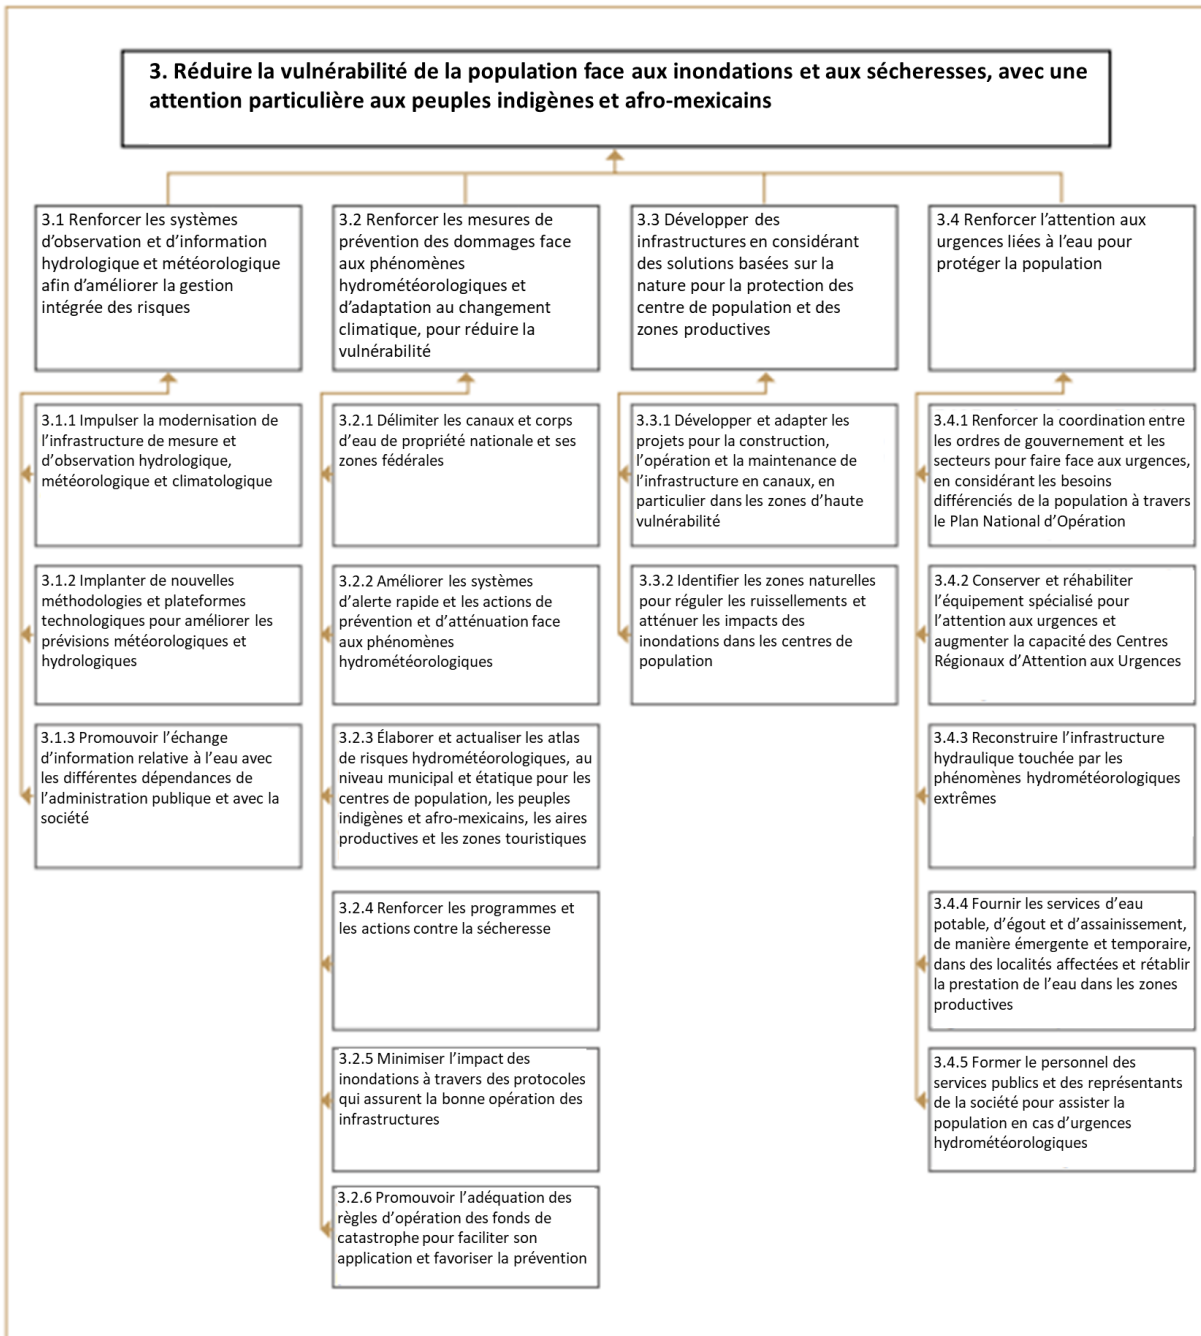 3. Réduire la vulnérabilité de la population face aux inondations et aux sécheresses, avec une
attention particulière aux peuples indigènes et afro-mexicains
3.1 Renforcer les systèmes
d’observation et d’information
hydrologique et météorologique
afin d’améliorer la gestion
intégrée des risques
3.2 Renforcer les mesures de
prévention des dommages face
aux phénomènes
hydrométéorologiques et
d’adaptation au changement
climatique, pour réduire la
vulnérabilité
3.3 Développer des
infrastructures en considérant
des solutions basées sur la
nature pour la protection des
centre de population et des
zones productives
3.4 Renforcer l’attention aux
urgences liées à l’eau pour
protéger la population
3.1.1 Impulser la modernisation de
l’infrastructure de mesure et
d’observation hydrologique,
météorologique et climatologique
3.1.2 Implanter de nouvelles
méthodologies et plateformes
technologiques pour améliorer les
prévisions météorologiques et
hydrologiques
3.1.3 Promouvoir l’échange
d’information relative à l’eau avec
les différentes dépendances de
l’administration publique et avec la
société
3.2.1 Délimiter les canaux et corps
d’eau de propriété nationale et ses
zones fédérales
3.2.2 Améliorer les systèmes
d’alerte rapide et les actions de
prévention et d’atténuation face
aux phénomènes
hydrométéorologiques
3.2.3 Élaborer et actualiser les atlas
de risques hydrométéorologiques, au
niveau municipal et étatique pour les
centres de population, les peuples
indigènes et afro-mexicains, les aires
productives et les zones touristiques
3.2.4 Renforcer les programmes et
les actions contre la sécheresse
3.2.5 Minimiser l’impact des
inondations à travers des protocoles
qui assurent la bonne opération des
infrastructures
3.2.6 Promouvoir l’adéquation des
règles d’opération des fonds de
catastrophe pour faciliter son
application et favoriser la prévention
3.3.1 Développer et adapter les
projets pour la construction,
l’opération et la maintenance de
l’infrastructure en canaux, en
particulier dans les zones d’haute
vulnérabilité
3.3.2 Identifier les zones naturelles
pour réguler les ruissellements et
atténuer les impacts des
inondations dans les centres de
population
3.4.1 Renforcer la coordination entre
les ordres de gouvernement et les
secteurs pour faire face aux urgences,
en considérant les besoins
différenciés de la population à travers
le Plan National d’Opération
3.4.2 Conserver et réhabiliter
l’équipement spécialisé pour
l’attention aux urgences et
augmenter la capacité des Centres
Régionaux d’Attention aux Urgences
3.4.3 Reconstruire l’infrastructure
hydraulique touchée par les
phénomènes hydrométéorologiques
extrêmes
3.4.4 Fournir les services d’eau
potable, d’égout et d’assainissement,
de manière émergente et temporaire,
dans des localités affectées et rétablir
la prestation de l’eau dans les zones
productives
3.4.5 Former le personnel des
services publics et des représentants
de la société pour assister la
population en cas d’urgences
hydrométéorologiques